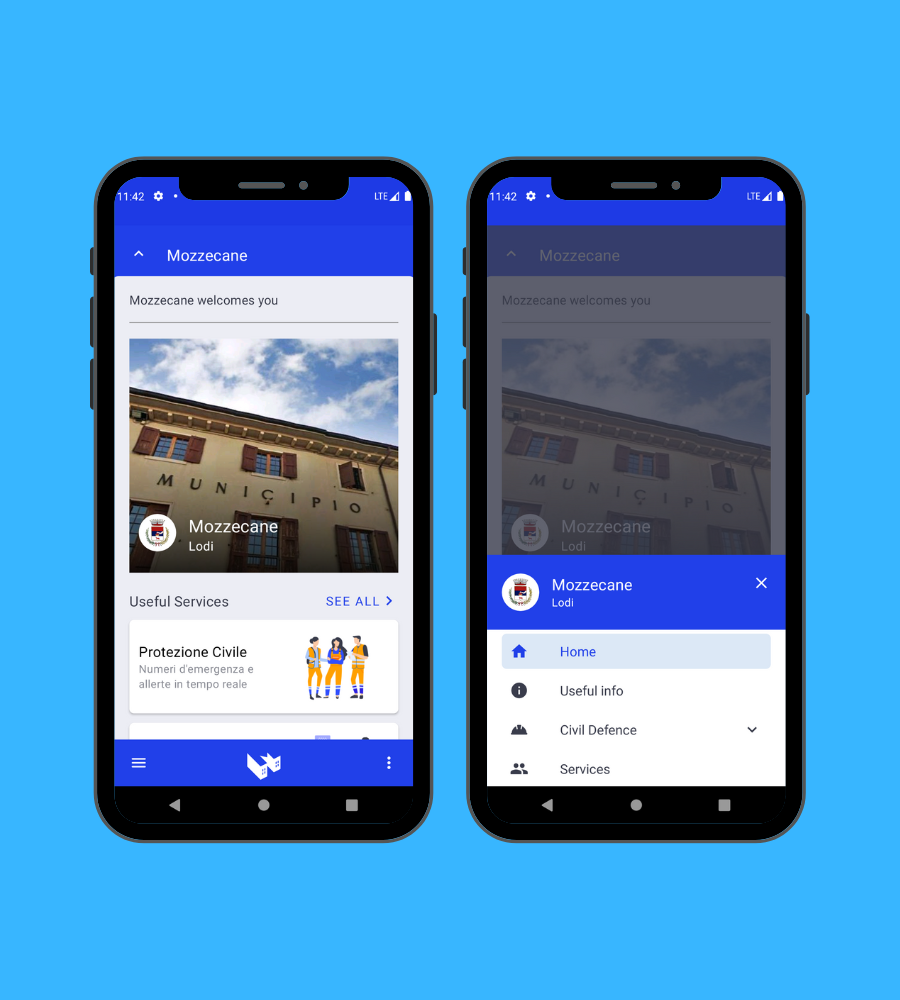 11:42
LTE
Mozzecane
Mozzecane welcomes you
MUNICIPIO
Mozzecane
Lodi
Useful Services
SEE ALL
Protezione Civile
Numeri d'emergenza e
allerte in tempo reale
11:42
LTE
Mozzecane
Mozzecane welcomes you
MUNICIPIO
Mozzecane
Lodi
Mozzecane
Lodi
Home
Useful info
Civil Defence
Services